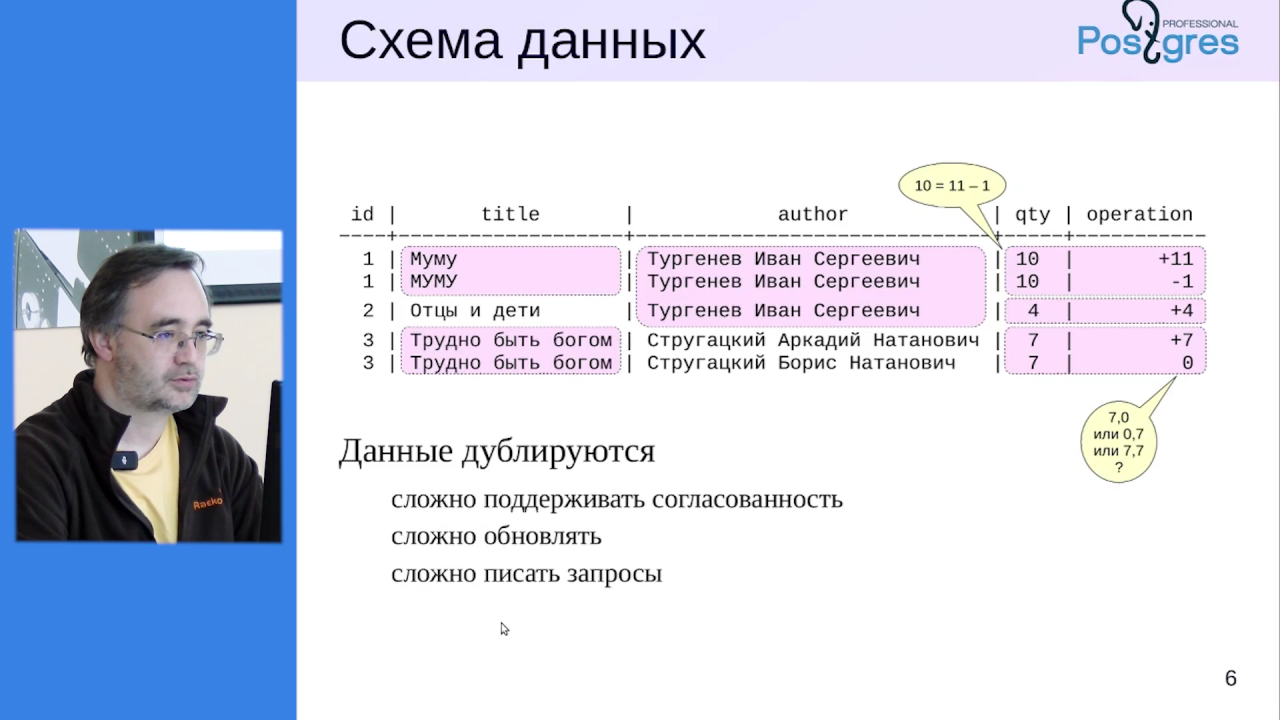 Схема данных
PROFESSIONAL
Postgres
10 = 11 – 1
id | title | author | qty | operation
1 | Муму | Тургенев Иван Сергеевич | 10 | +11
1 | МУМУ | Тургенев Иван Сергеевич | 10 | -1
2 | Отцы и дети | Тургенев Иван Сергеевич | 4 | +4
3 | Трудно быть богом | Стругацкий Аркадий Натанович | 7 | +7
3 | Трудно быть богом | Стругацкий Борис Натанович | 7 | 0
7,0
или 0,7
или 7,7
?
Данные дублируются
сложно поддерживать согласованность
сложно обновлять
сложно писать запросы
6